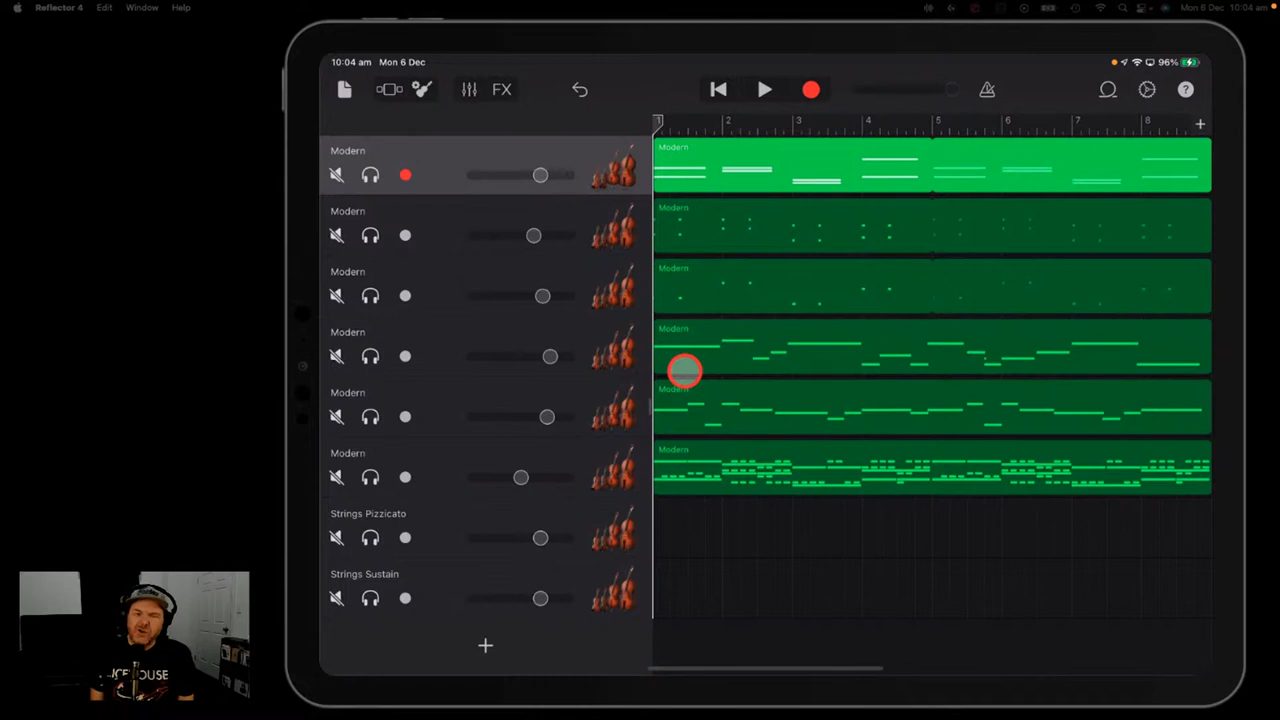 Reflector 4 Edit Window Help Mon 6 Dec 10:04 am
10:04 am Mon 6 Dec 96%
FX
1 2 3 4 5 6 7 8
Modern
Modern
Modern
Modern
Modern
Modern
Modern
Modern
Modern
Modern
Modern
Modern
Strings Pizzicato
Strings Sustain
ICEHOUSE